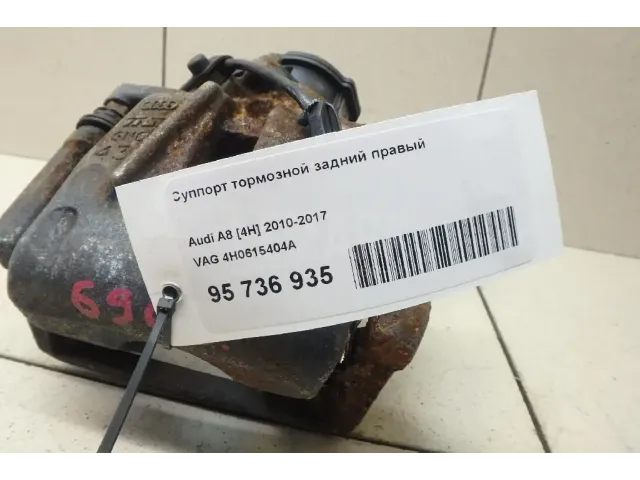 Суппорт тормозной задний правый
Audi A8 [4H] 2010-2017
VAG 4H0615404A
95 736 935